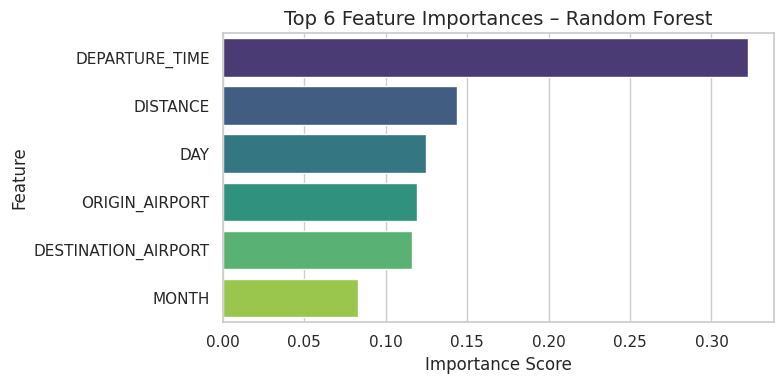 Top 6 Feature Importances – Random Forest
DEPARTURE_TIME
DISTANCE
DAY
ORIGIN_AIRPORT
DESTINATION_AIRPORT
MONTH
Feature
0.00 0.05 0.10 0.15 0.20 0.25 0.30
Importance Score